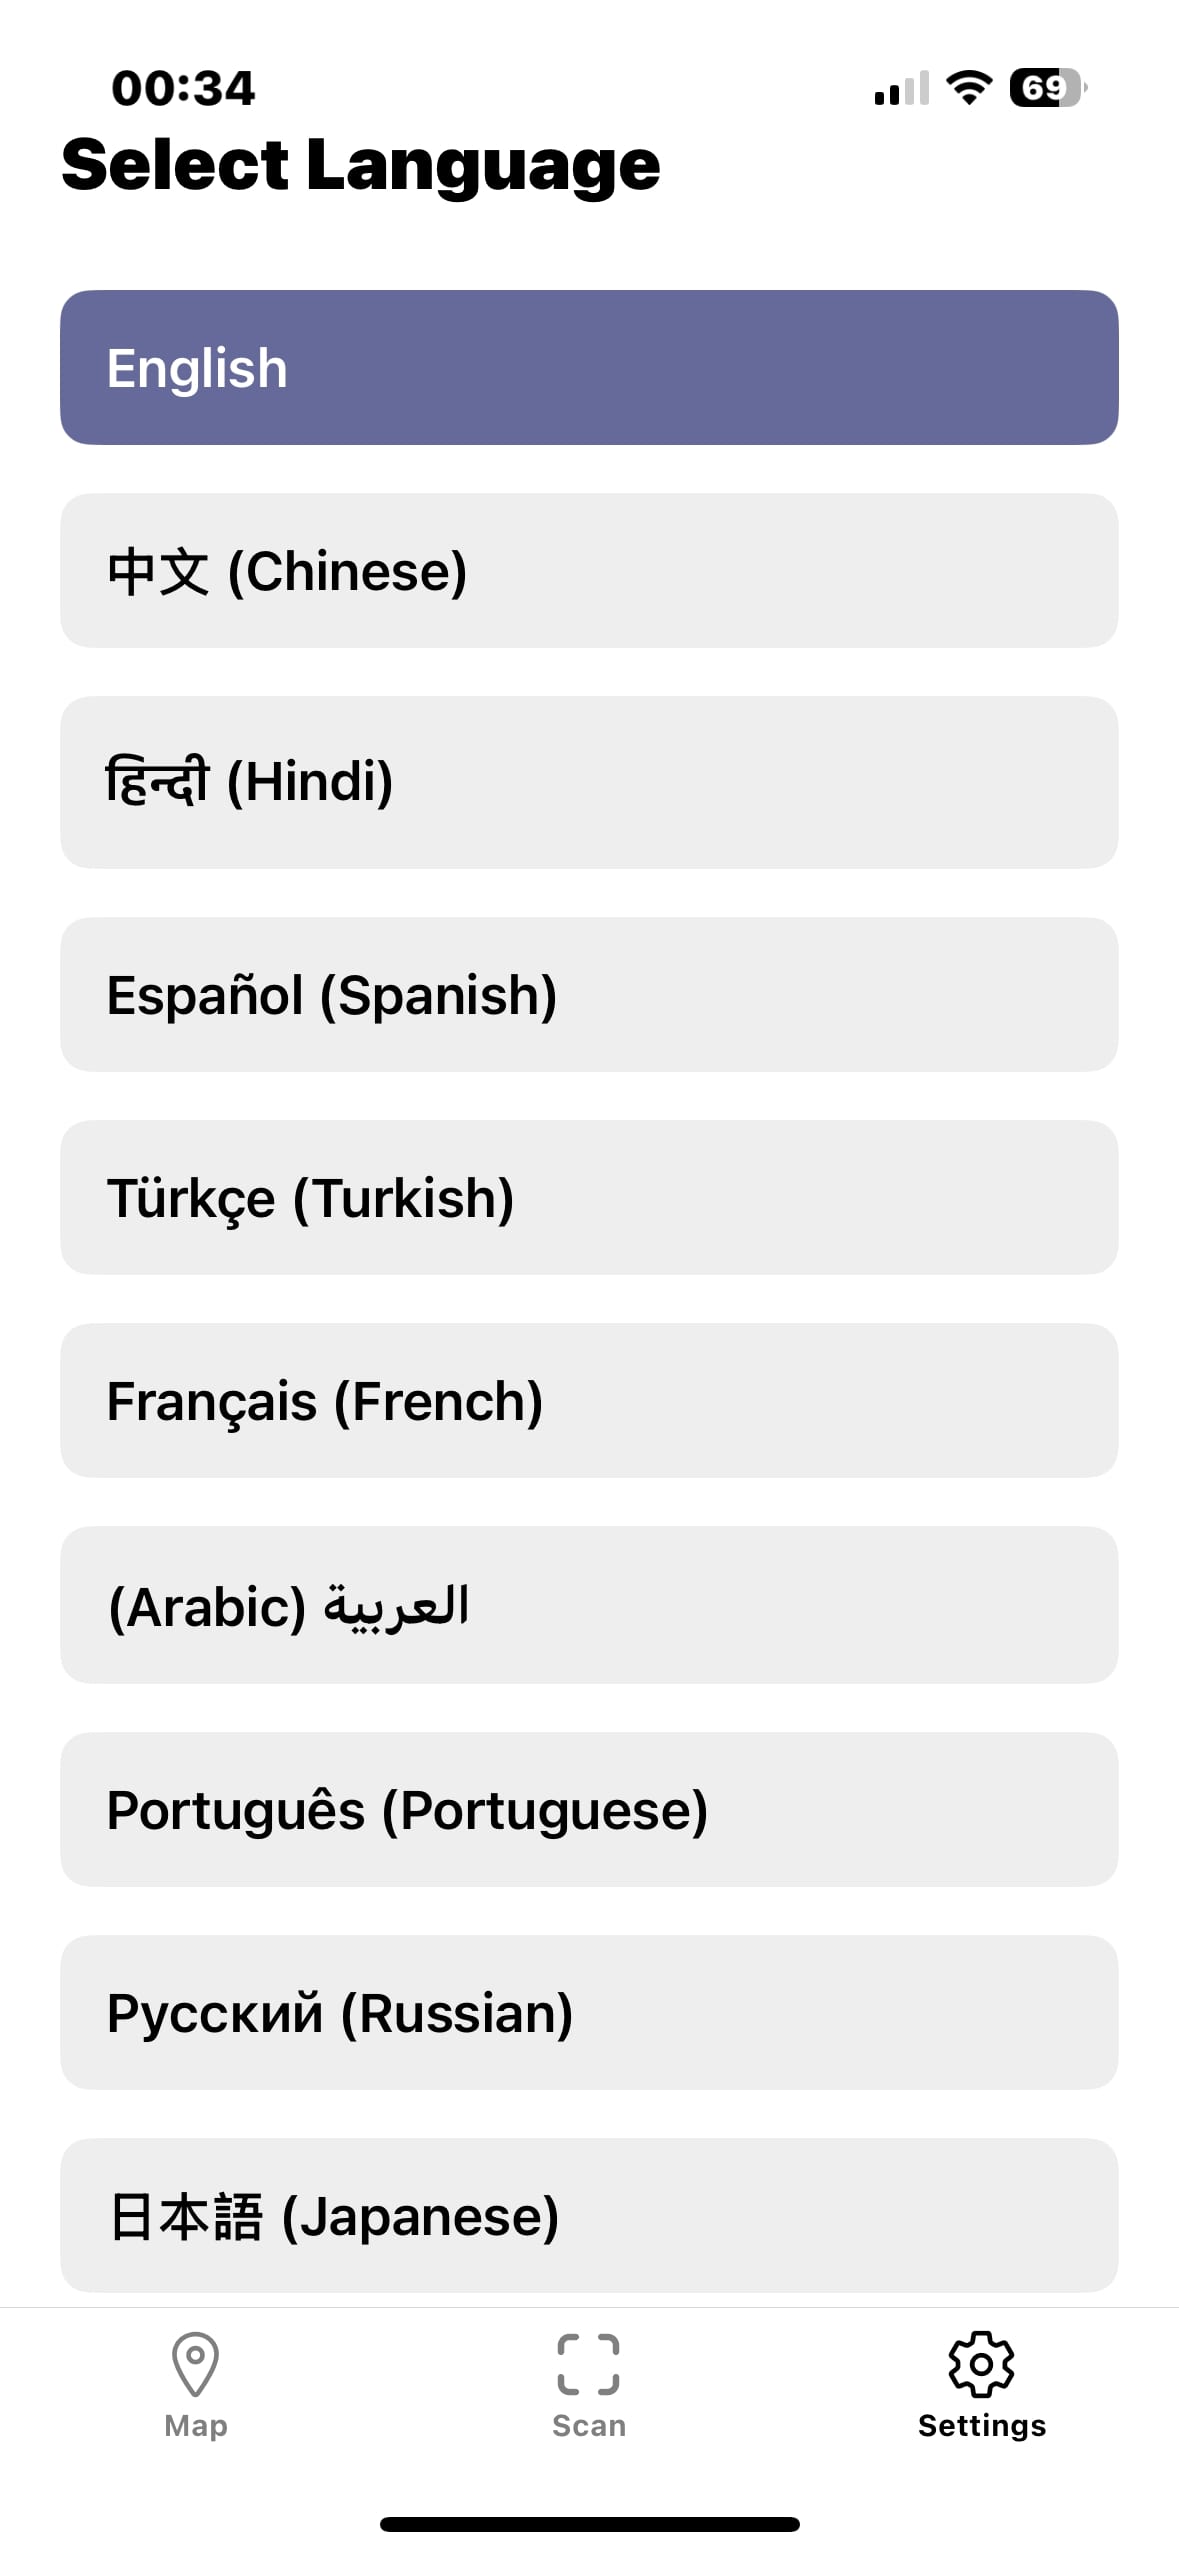 00:34
69
Select Language
English
中文 (Chinese)
हिन्दी (Hindi)
Español (Spanish)
Türkçe (Turkish)
Français (French)
(Arabic) العربية
Português (Portuguese)
Русский (Russian)
日本語 (Japanese)
Map
Scan
Settings